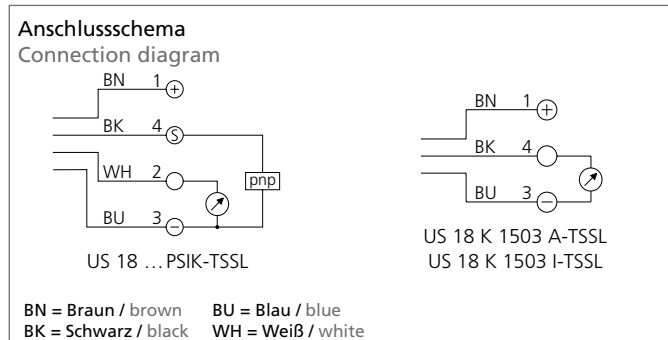 Anschlussschema
Connection diagram
BN 1 +
BK 4 S
WH 2
pnp
BU 3 −
US 18 ... PSIK-TSSL
BN 1 +
BK 4
BU 3 −
US 18 K 1503 A-TSSL
US 18 K 1503 I-TSSL
BN = Braun / brown BU = Blau / blue
BK = Schwarz / black WH = Weiß / white